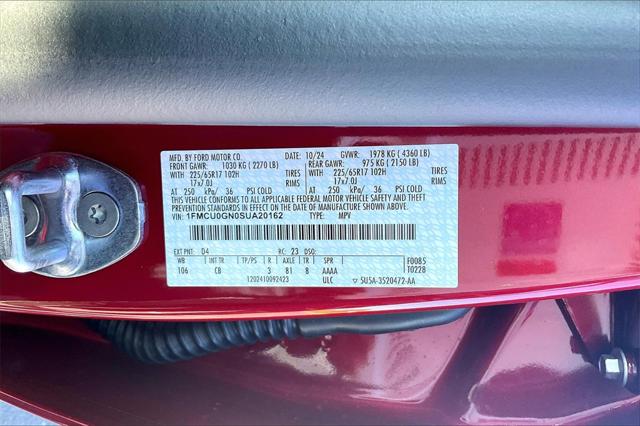 MFD. BY FORD MOTOR CO. DATE: 10/24 GVWR: 1978 KG ( 4360 LB)
FRONT GAWR: 1030 KG ( 2270 LB) REAR GAWR: 975 KG ( 2150 LB)
WITH 225/65R17 102H TIRES WITH 225/65R17 102H TIRES
17x7.0J RIMS 17x7.0J RIMS
AT 250 kPa/ 36 PSI COLD AT 250 kPa/ 36 PSI COLD
THIS VEHICLE CONFORMS TO ALL APPLICABLE FEDERAL MOTOR VEHICLE SAFETY AND THEFT PREVENTION
STANDARDS IN EFFECT ON THE DATE OF MANUFACTURE SHOWN ABOVE.
VIN: 1FMCU0GN0SUA20162 TYPE: MPV
EXT PNT: D4 RC: 23 DSO: F0085
WB INT TR TP/PS R AXLE TR SPR T0228
106 CB 3 81 8 AAAA
1202410092423 ULC ▽ SU5A-3520472-AA